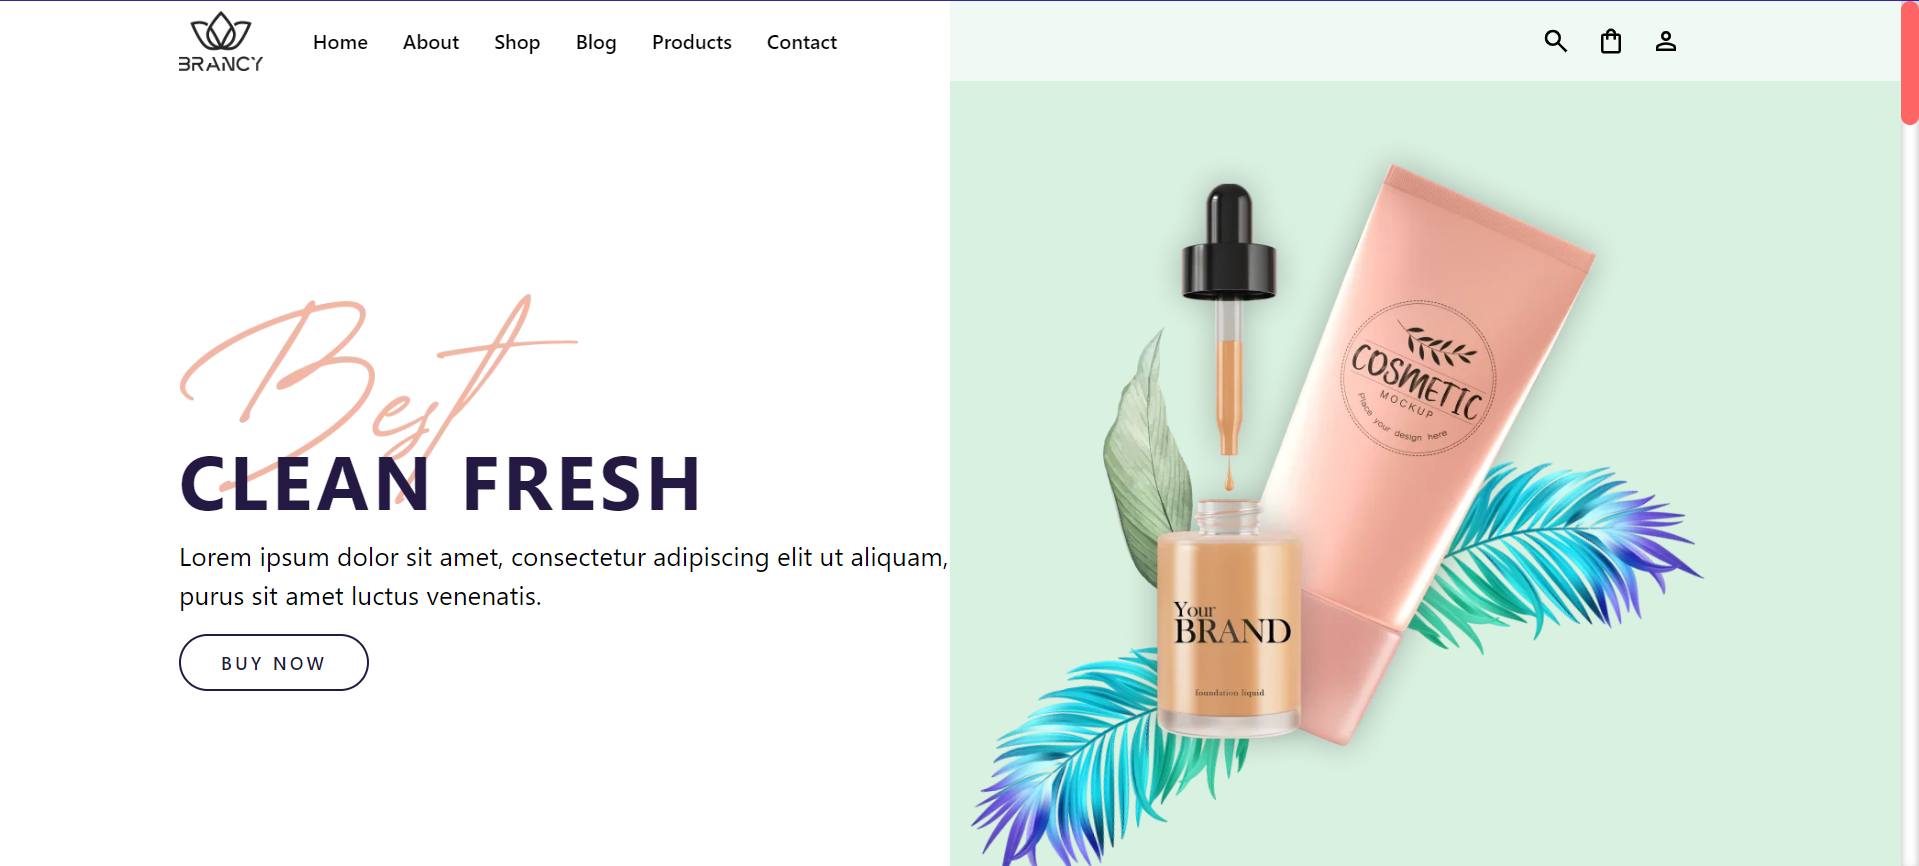 BRANCY
Home
About
Shop
Blog
Products
Contact
Best
CLEAN FRESH
Lorem ipsum dolor sit amet, consectetur adipiscing elit ut aliquam,
purus sit amet luctus venenatis.
BUY NOW
COSMETIC
MOCKUP
Place your design here
Your
BRAND
foundation liquid